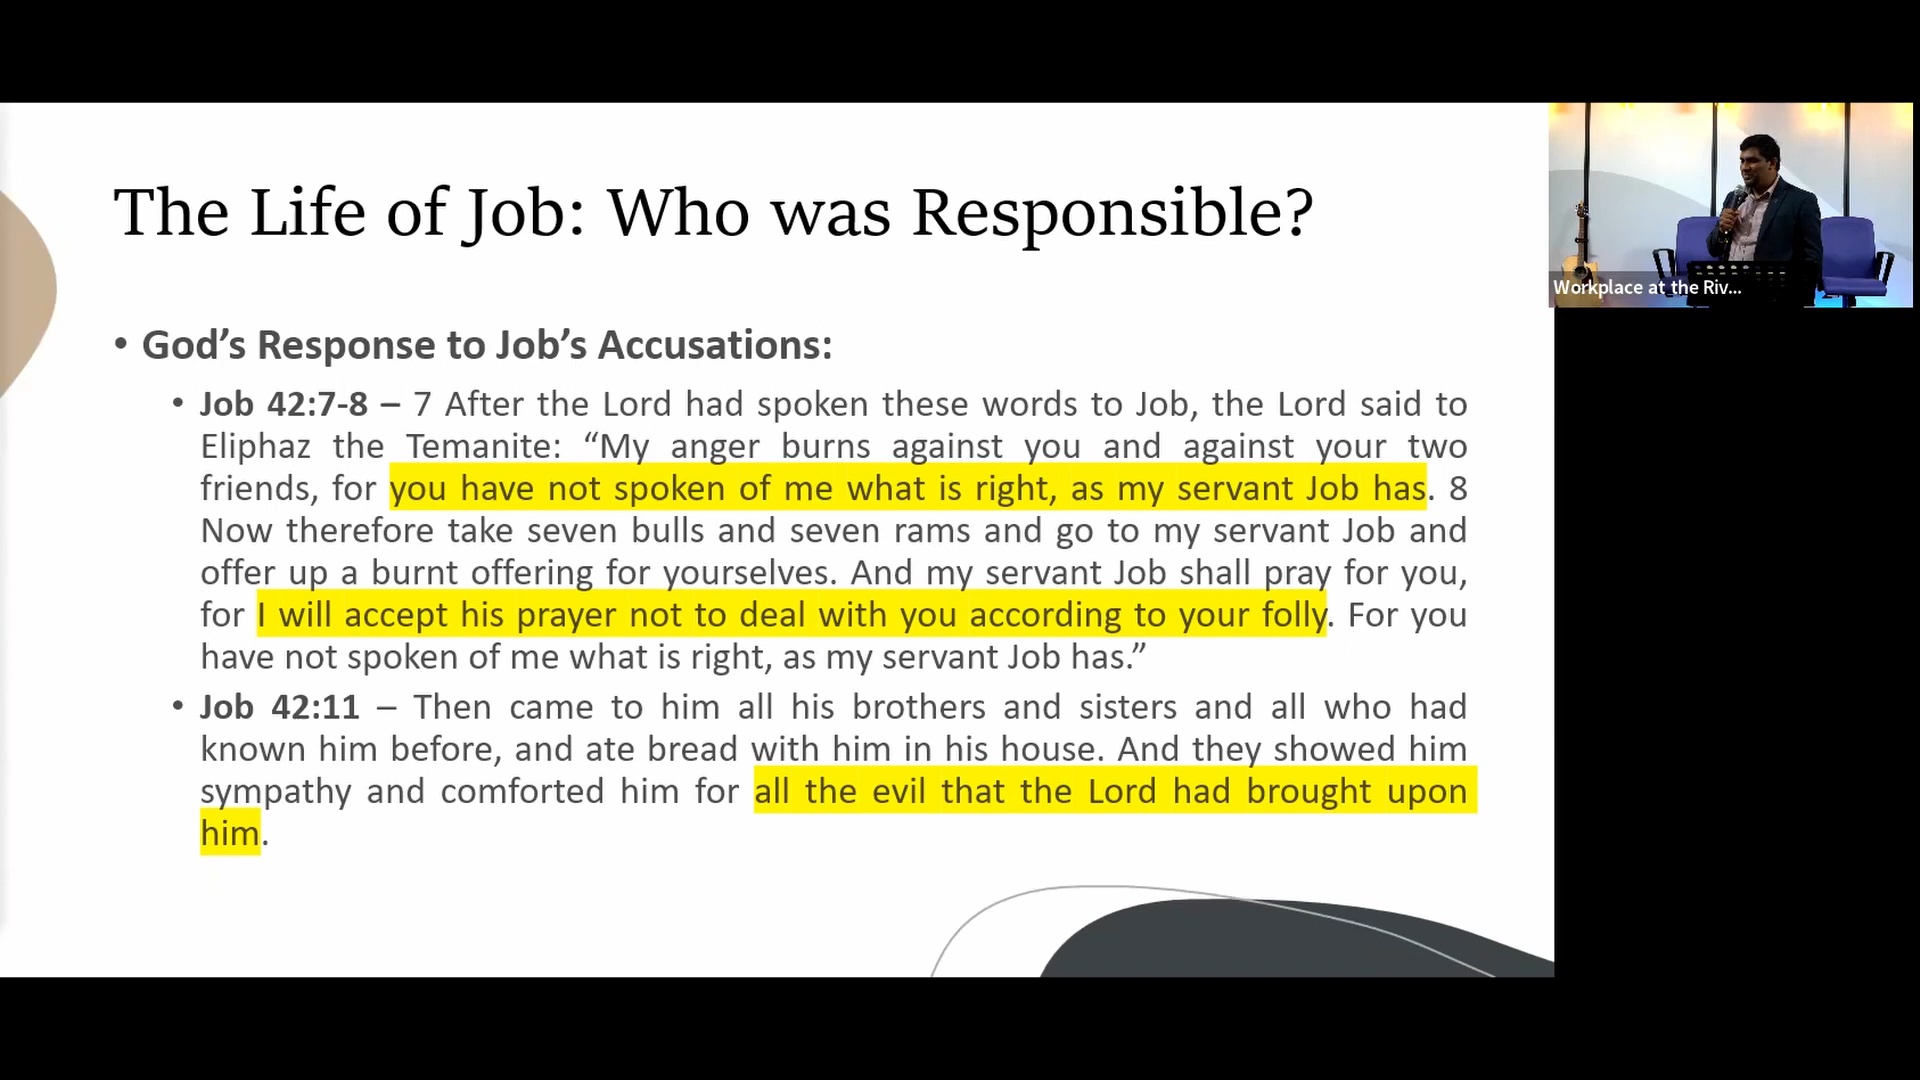 The Life of Job: Who was Responsible?
• God’s Response to Job’s Accusations:
• Job 42:7-8 – 7 After the Lord had spoken these words to Job, the Lord said to
Eliphaz the Temanite: “My anger burns against you and against your two
friends, for you have not spoken of me what is right, as my servant Job has. 8
Now therefore take seven bulls and seven rams and go to my servant Job and
offer up a burnt offering for yourselves. And my servant Job shall pray for you,
for I will accept his prayer not to deal with you according to your folly. For you
have not spoken of me what is right, as my servant Job has.”
• Job 42:11 – Then came to him all his brothers and sisters and all who had
known him before, and ate bread with him in his house. And they showed him
sympathy and comforted him for all the evil that the Lord had brought upon
him.
Workplace at the Riv...